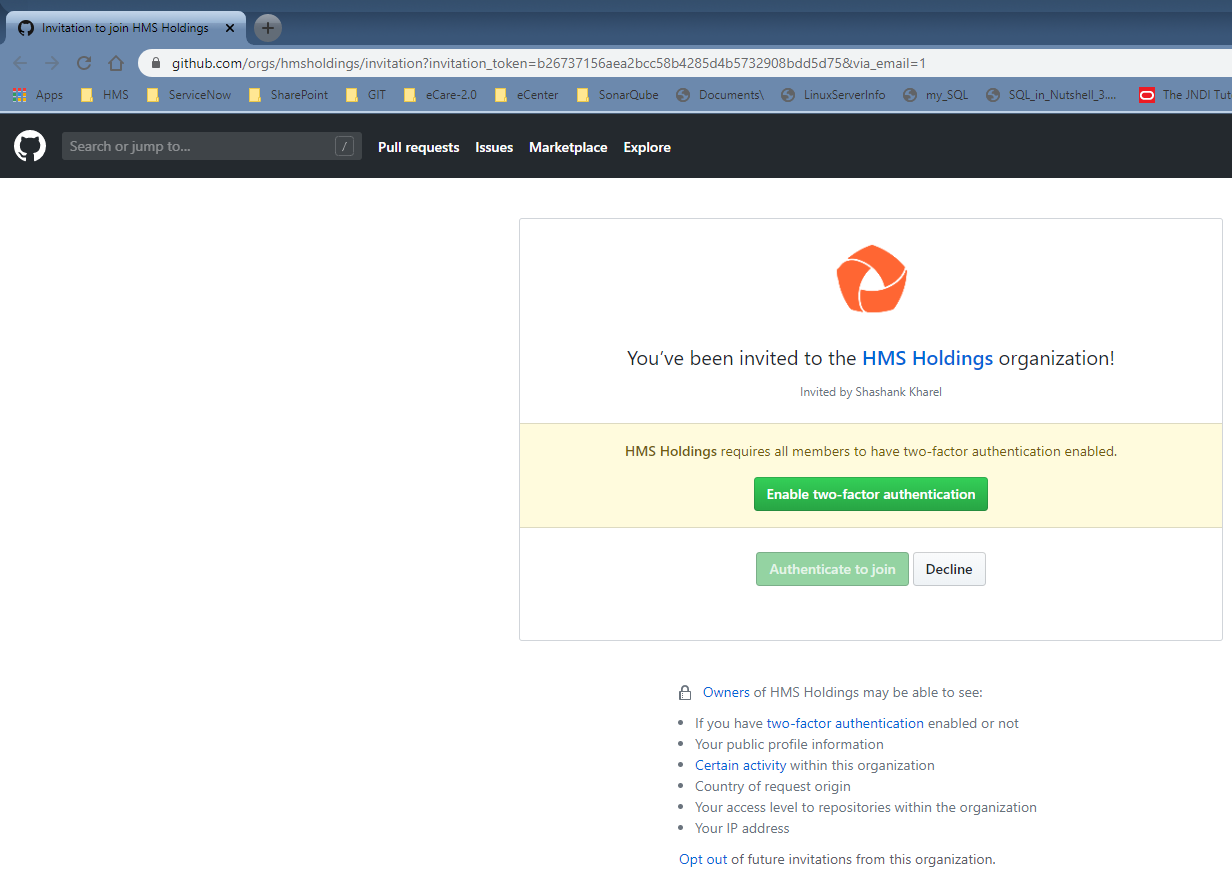 Invitation to join HMS Holdings
github.com/orgs/hmsholdings/invitation?invitation_token=b26737156aea2bcc58b4285d4b5732908bdd5d75&via_email=1
Apps HMS ServiceNow SharePoint GIT eCare-2.0 eCenter SonarQube Documents\ LinuxServerInfo my_SQL SQL_in_Nutshell_3.... The JNDI Tut
Search or jump to... / Pull requests Issues Marketplace Explore
You’ve been invited to the HMS Holdings organization!
Invited by Shashank Kharel
HMS Holdings requires all members to have two-factor authentication enabled.
Enable two-factor authentication
Authenticate to join Decline
Owners of HMS Holdings may be able to see:
If you have two-factor authentication enabled or not
Your public profile information
Certain activity within this organization
Country of request origin
Your access level to repositories within the organization
Your IP address
Opt out of future invitations from this organization.